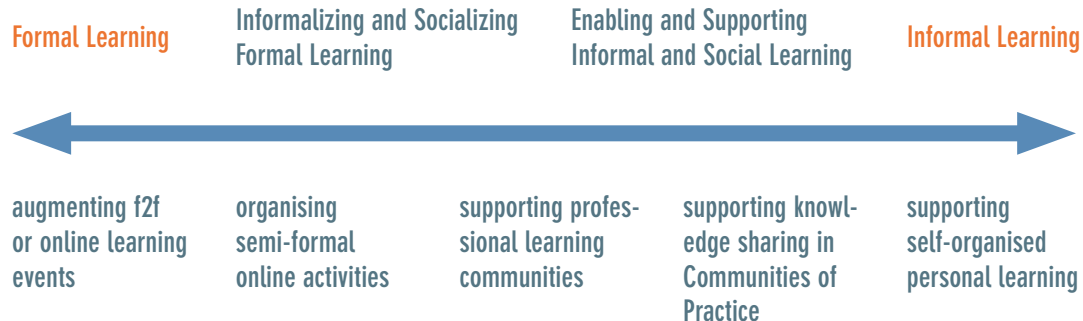 Formal Learning
Informalizing and Socializing
Formal Learning
Enabling and Supporting
Informal and Social Learning
Informal Learning
augmenting f2f
or online learning
events
organising
semi-formal
online activities
supporting profes-
sional learning
communities
supporting knowl-
edge sharing in
Communities of
Practice
supporting
self-organised
personal learning